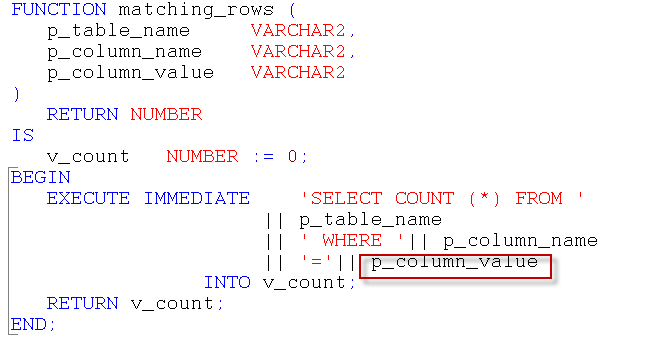 FUNCTION matching_rows (
p_table_name VARCHAR2,
p_column_name VARCHAR2,
p_column_value VARCHAR2
)
RETURN NUMBER
IS
v_count NUMBER := 0;
BEGIN
EXECUTE IMMEDIATE 'SELECT COUNT (*) FROM '
|| p_table_name
|| ' WHERE '|| p_column_name
|| '='|| p_column_value
INTO v_count;
RETURN v_count;
END;